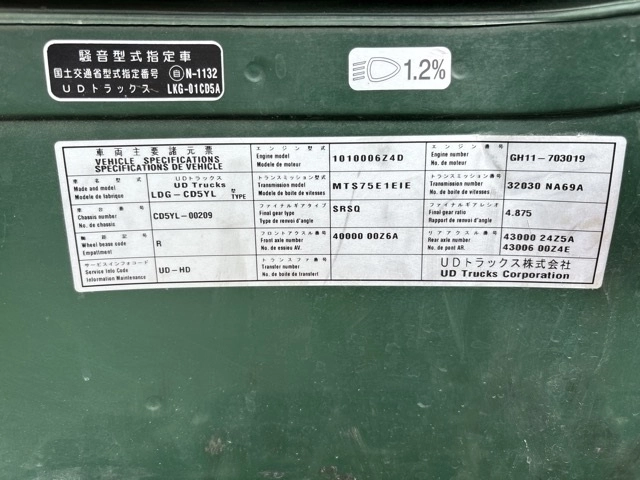 騒音型式指定車
国土交通省型式指定番号 自 N-1132
UDトラックス LKG-01CD5A
1.2%
車両主要諸元票
VEHICLE SPECIFICATIONS
SPECIFICATIONS DE VEHICLE
車名及型式
Make and model
Modele de fabrique
UDトラックス
UD Trucks
LDG-CD5YL 型 TYPE
車台番号
Chassis number
No. de chassis
CD5YL-00209
輪距記号
Wheel base code
Empattement
R
サービスインフォコード
Service Info Code
Information Maintenance
UD-HD
エンジン型式
Engine model
Modele de moteur
1010006Z4D
トランスミッション型式
Transmission model
Modele de boite de vitesses
MTS75E1EIE
ファイナルギアタイプ
Final gear type
Type de renvoi d'angle
SRSQ
フロントアクスル番号
Front axle number
No. de essieu AV.
40000 00Z6A
トランスファ番号
Transfer number
No. de boite de transfert
エンジン番号
Engine number
No. de moteur
GH11-703019
トランスミッション番号
Transmission number
No. de boite de vitesses
32030 NA69A
ファイナルギアレシオ
Final gear ratio
Rapport de renvoi d'angle
4.875
リアアクスル番号
Rear axle number
No. de pont AR.
43000 24Z5A
43006 00Z4E
UDトラックス株式会社
UD Trucks Corporation